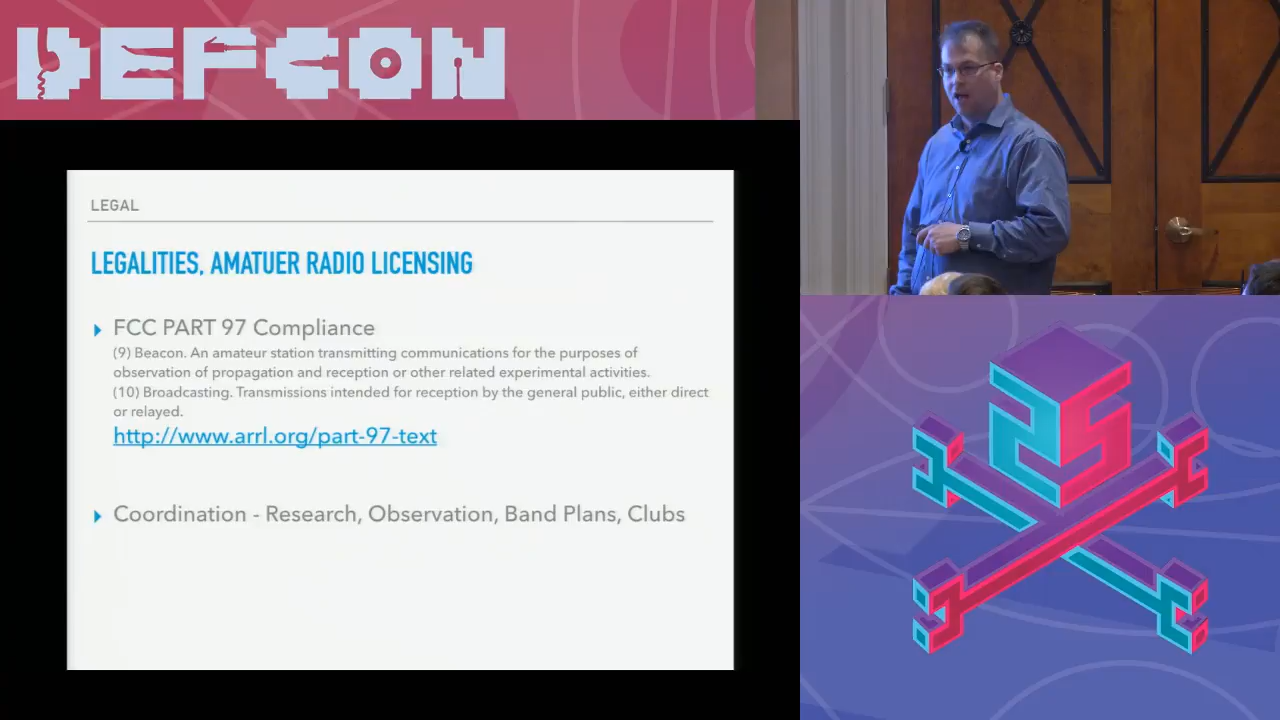 DEFCON
LEGAL
LEGALITIES, AMATUER RADIO LICENSING
FCC PART 97 Compliance
(9) Beacon. An amateur station transmitting communications for the purposes of
observation of propagation and reception or other related experimental activities.
(10) Broadcasting. Transmissions intended for reception by the general public, either direct
or relayed.
http://www.arrl.org/part-97-text
Coordination - Research, Observation, Band Plans, Clubs
25